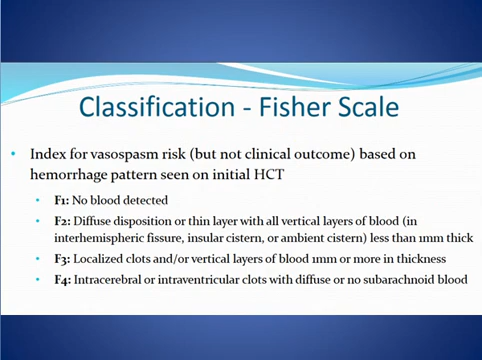 Classification - Fisher Scale
• Index for vasospasm risk (but not clinical outcome) based on
hemorrhage pattern seen on initial HCT
• F1: No blood detected
• F2: Diffuse disposition or thin layer with all vertical layers of blood (in
interhemispheric fissure, insular cistern, or ambient cistern) less than 1mm thick
• F3: Localized clots and/or vertical layers of blood 1mm or more in thickness
• F4: Intracerebral or intraventricular clots with diffuse or no subarachnoid blood